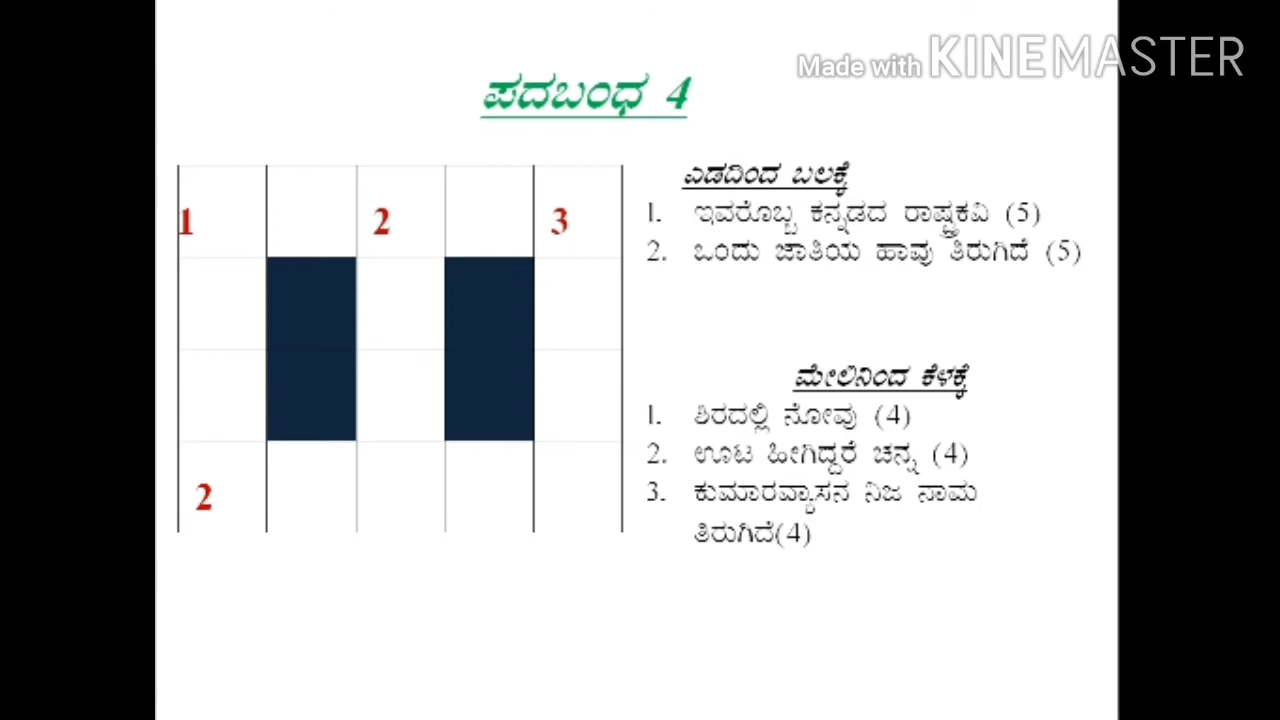 Made with KINEMASTER
ಪದಬಂಧ 4
1 2 3
2
ಎಡದಿಂದ ಬಲಕ್ಕೆ
1. ಇವರೊಬ್ಬ ಕನ್ನಡದ ರಾಷ್ಟ್ರಕವಿ (5)
2. ಒಂದು ಜಾತಿಯ ಹಾವು ತಿರುಗಿದೆ (5)
ಮೇಲಿನಿಂದ ಕೆಳಕ್ಕೆ
1. ಶಿರದಲ್ಲಿ ನೋವು (4)
2. ಊಟ ಹೀಗಿದ್ದರೆ ಚನ್ನ (4)
3. ಕುಮಾರವ್ಯಾಸನ ನಿಜ ನಾಮ
ತಿರುಗಿದೆ(4)